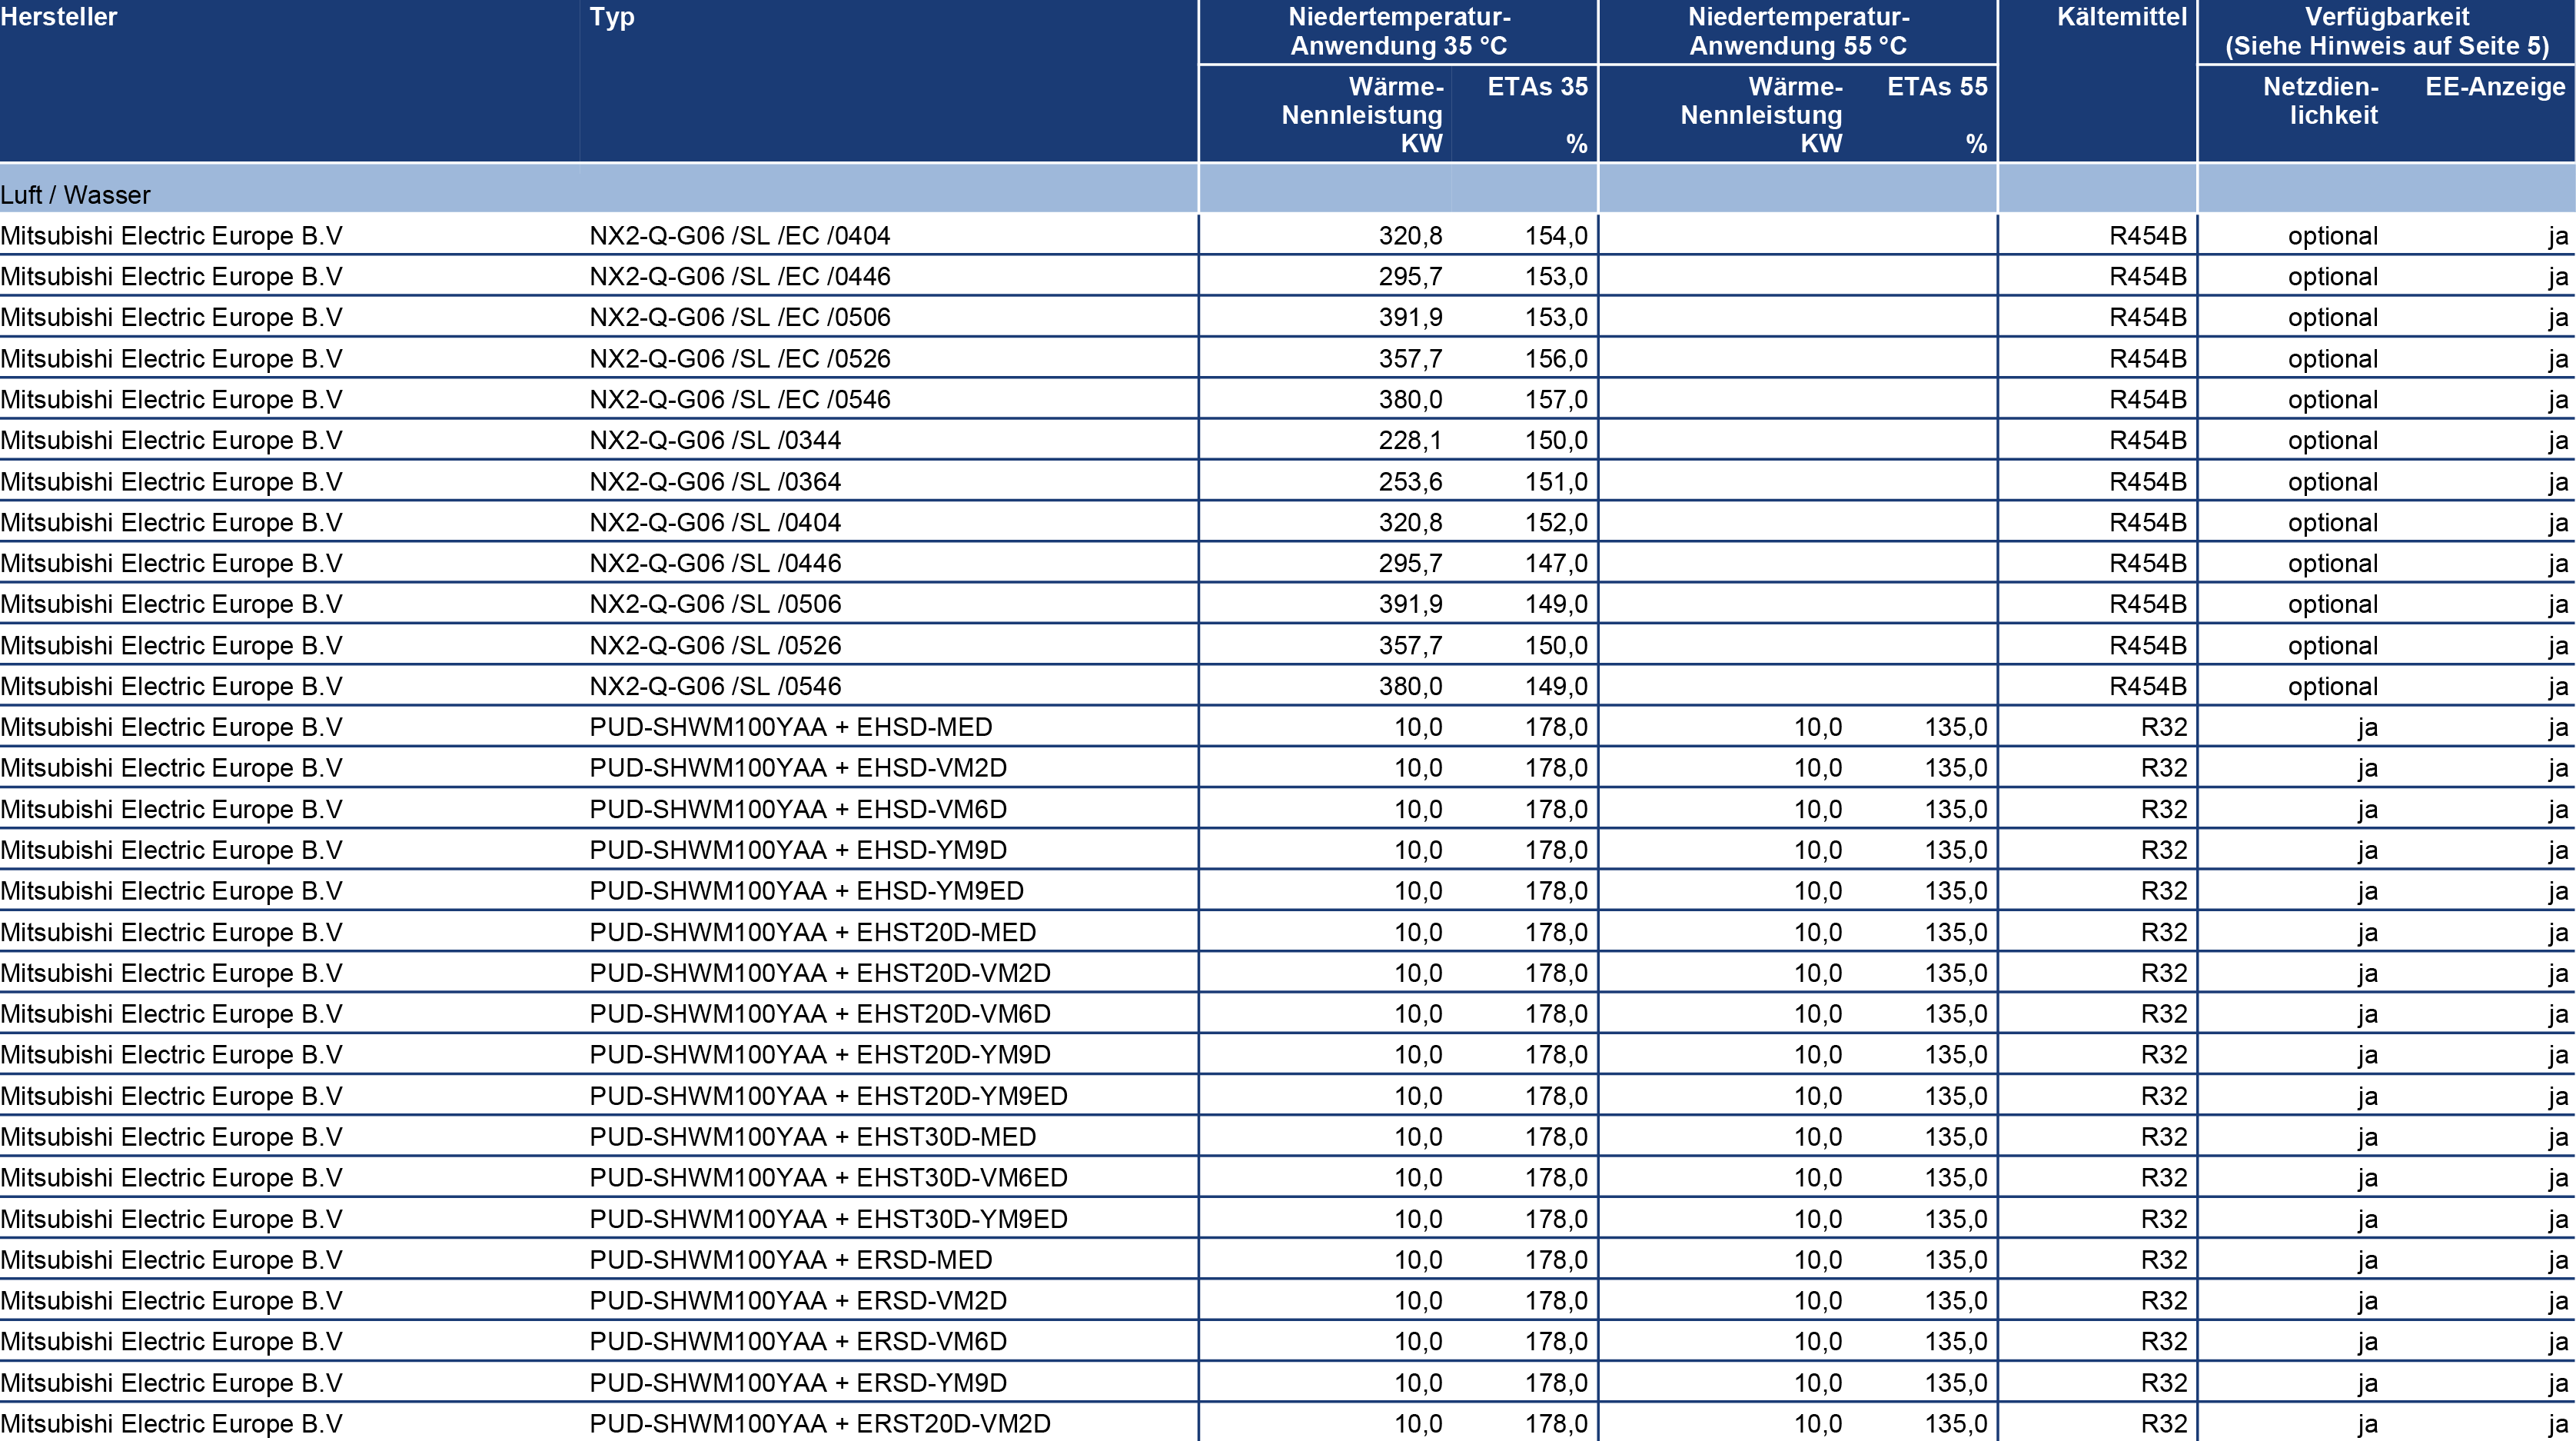 Hersteller Typ Niedertemperatur- Niedertemperatur- Kältemittel Verfügbarkeit
Anwendung 35 °C Anwendung 55 °C (Siehe Hinweis auf Seite 5)
Wärme- ETAs 35 Wärme- ETAs 55 Netzdien- EE-Anzeige
Nennleistung Nennleistung lichkeit
KW % KW %
Luft / Wasser
Mitsubishi Electric Europe B.V NX2-Q-G06 /SL /EC /0404 320,8 154,0 R454B optional ja
Mitsubishi Electric Europe B.V NX2-Q-G06 /SL /EC /0446 295,7 153,0 R454B optional ja
Mitsubishi Electric Europe B.V NX2-Q-G06 /SL /EC /0506 391,9 153,0 R454B optional ja
Mitsubishi Electric Europe B.V NX2-Q-G06 /SL /EC /0526 357,7 156,0 R454B optional ja
Mitsubishi Electric Europe B.V NX2-Q-G06 /SL /EC /0546 380,0 157,0 R454B optional ja
Mitsubishi Electric Europe B.V NX2-Q-G06 /SL /0344 228,1 150,0 R454B optional ja
Mitsubishi Electric Europe B.V NX2-Q-G06 /SL /0364 253,6 151,0 R454B optional ja
Mitsubishi Electric Europe B.V NX2-Q-G06 /SL /0404 320,8 152,0 R454B optional ja
Mitsubishi Electric Europe B.V NX2-Q-G06 /SL /0446 295,7 147,0 R454B optional ja
Mitsubishi Electric Europe B.V NX2-Q-G06 /SL /0506 391,9 149,0 R454B optional ja
Mitsubishi Electric Europe B.V NX2-Q-G06 /SL /0526 357,7 150,0 R454B optional ja
Mitsubishi Electric Europe B.V NX2-Q-G06 /SL /0546 380,0 149,0 R454B optional ja
Mitsubishi Electric Europe B.V PUD-SHWM100YAA + EHSD-MED 10,0 178,0 10,0 135,0 R32 ja ja
Mitsubishi Electric Europe B.V PUD-SHWM100YAA + EHSD-VM2D 10,0 178,0 10,0 135,0 R32 ja ja
Mitsubishi Electric Europe B.V PUD-SHWM100YAA + EHSD-VM6D 10,0 178,0 10,0 135,0 R32 ja ja
Mitsubishi Electric Europe B.V PUD-SHWM100YAA + EHSD-YM9D 10,0 178,0 10,0 135,0 R32 ja ja
Mitsubishi Electric Europe B.V PUD-SHWM100YAA + EHSD-YM9ED 10,0 178,0 10,0 135,0 R32 ja ja
Mitsubishi Electric Europe B.V PUD-SHWM100YAA + EHST20D-MED 10,0 178,0 10,0 135,0 R32 ja ja
Mitsubishi Electric Europe B.V PUD-SHWM100YAA + EHST20D-VM2D 10,0 178,0 10,0 135,0 R32 ja ja
Mitsubishi Electric Europe B.V PUD-SHWM100YAA + EHST20D-VM6D 10,0 178,0 10,0 135,0 R32 ja ja
Mitsubishi Electric Europe B.V PUD-SHWM100YAA + EHST20D-YM9D 10,0 178,0 10,0 135,0 R32 ja ja
Mitsubishi Electric Europe B.V PUD-SHWM100YAA + EHST20D-YM9ED 10,0 178,0 10,0 135,0 R32 ja ja
Mitsubishi Electric Europe B.V PUD-SHWM100YAA + EHST30D-MED 10,0 178,0 10,0 135,0 R32 ja ja
Mitsubishi Electric Europe B.V PUD-SHWM100YAA + EHST30D-VM6ED 10,0 178,0 10,0 135,0 R32 ja ja
Mitsubishi Electric Europe B.V PUD-SHWM100YAA + EHST30D-YM9ED 10,0 178,0 10,0 135,0 R32 ja ja
Mitsubishi Electric Europe B.V PUD-SHWM100YAA + ERSD-MED 10,0 178,0 10,0 135,0 R32 ja ja
Mitsubishi Electric Europe B.V PUD-SHWM100YAA + ERSD-VM2D 10,0 178,0 10,0 135,0 R32 ja ja
Mitsubishi Electric Europe B.V PUD-SHWM100YAA + ERSD-VM6D 10,0 178,0 10,0 135,0 R32 ja ja
Mitsubishi Electric Europe B.V PUD-SHWM100YAA + ERSD-YM9D 10,0 178,0 10,0 135,0 R32 ja ja
Mitsubishi Electric Europe B.V PUD-SHWM100YAA + ERST20D-VM2D 10,0 178,0 10,0 135,0 R32 ja ja